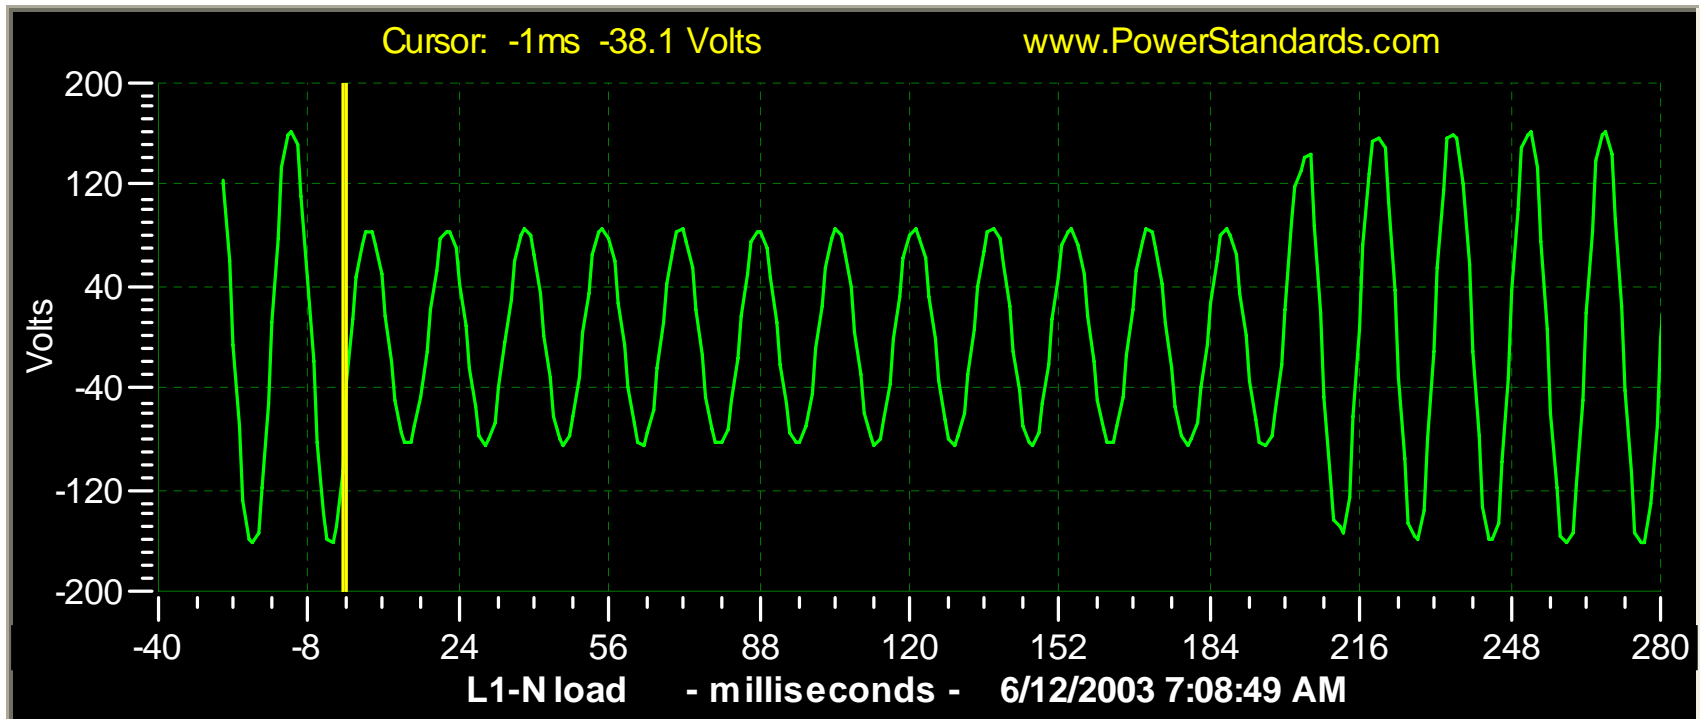 Cursor: -1ms -38.1 Volts www.PowerStandards.com
200
120
40
-40
-120
-200
Volts
-40 -8 24 56 88 120 152 184 216 248 280
L1-N load - milliseconds - 6/12/2003 7:08:49 AM